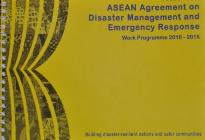 ASEAN Agreement on
Disaster Management and
Emergency Response
Work Programme 2010 - 2015
Building disaster-resilient nations and safer communities